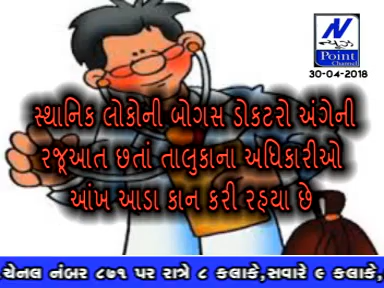 N
ન્યુઝ
Point
Channel
30-04-2018
સ્થાનિક લોકોની બોગસ ડોકટરો અંગેની
રજૂઆત છતાં તાલુકાના અધિકારીઓ
આંખ આડા કાન કરી રહ્યા છે
ચેનલ નંબર ૮૭૧ પર રાત્રે ૮ કલાકે,સવારે ૯ કલાકે,